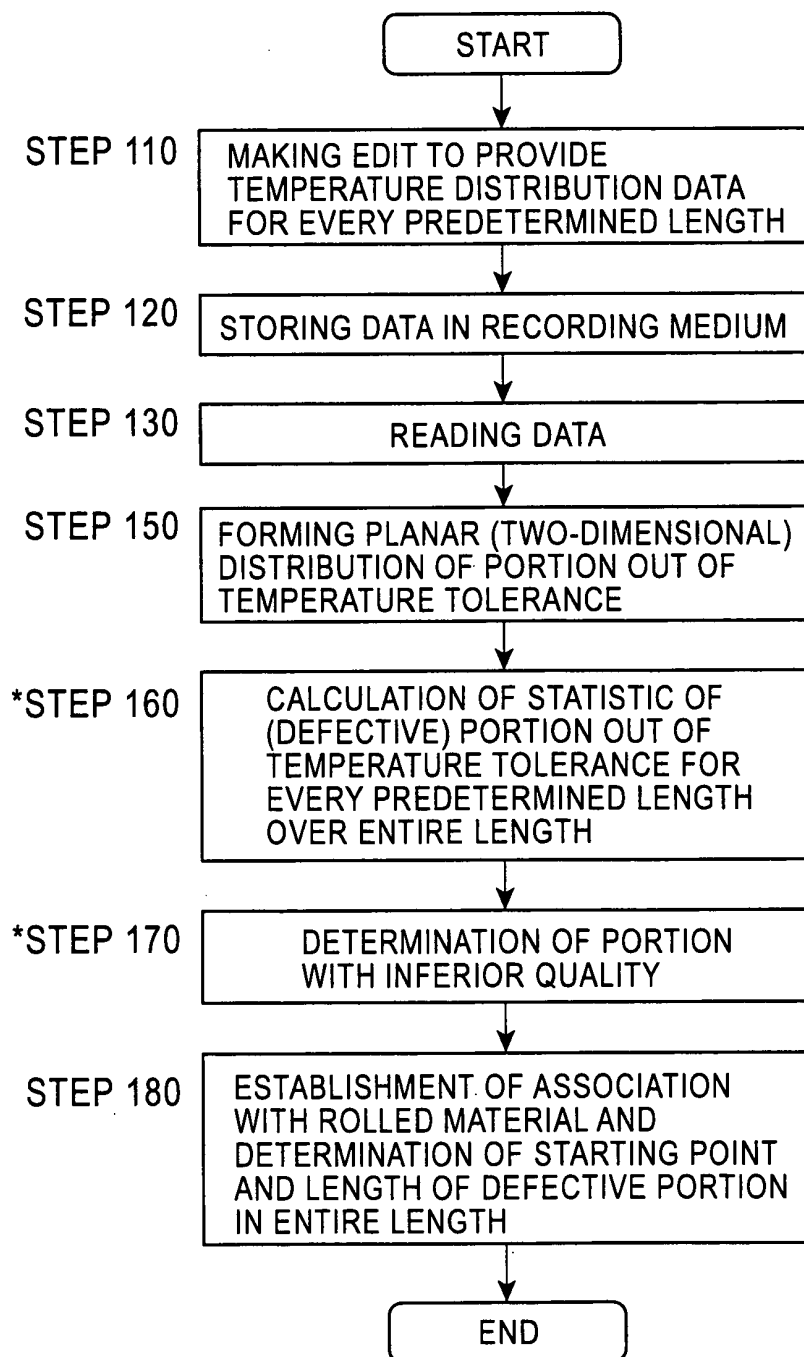 START
STEP 110
MAKING EDIT TO PROVIDE
TEMPERATURE DISTRIBUTION DATA
FOR EVERY PREDETERMINED LENGTH
STEP 120
STORING DATA IN RECORDING MEDIUM
STEP 130
READING DATA
STEP 150
FORMING PLANAR (TWO-DIMENSIONAL)
DISTRIBUTION OF PORTION OUT OF
TEMPERATURE TOLERANCE
*STEP 160
CALCULATION OF STATISTIC OF
(DEFECTIVE) PORTION OUT OF
TEMPERATURE TOLERANCE FOR
EVERY PREDETERMINED LENGTH
OVER ENTIRE LENGTH
*STEP 170
DETERMINATION OF PORTION
WITH INFERIOR QUALITY
STEP 180
ESTABLISHMENT OF ASSOCIATION
WITH ROLLED MATERIAL AND
DETERMINATION OF STARTING POINT
AND LENGTH OF DEFECTIVE PORTION
IN ENTIRE LENGTH
END